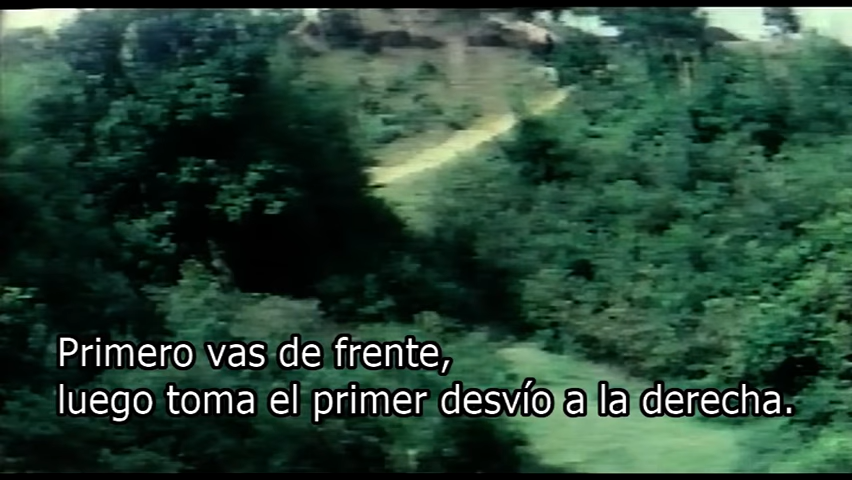 Primero vas de frente,
luego toma el primer desvío a la derecha.